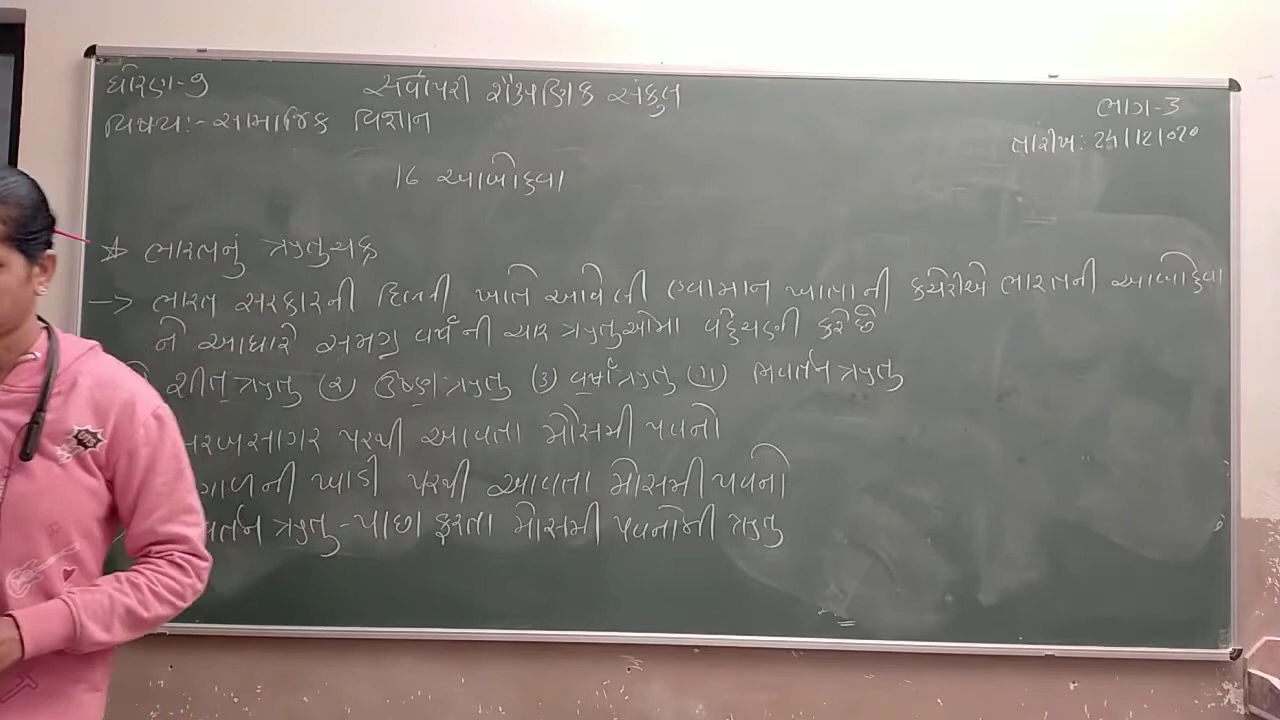 ધોરણ-9
સર્વોપરી શૈક્ષણિક સંકુલ
ભાગ-3
વિષય:- સામાજિક વિજ્ઞાન
તારીખ: 24/12/020
16 આબોહવા
☆ ભારતનું ઋતુચક્ર
-> ભારત સરકારની દિલ્લી ખાતે આવેલી હવામાન ખાતાની કચેરીએ ભારતની આબોહવા
ને આધારે સમગ્ર વર્ષની ચાર ઋતુઓમા વહેંચણી કરી છે
શીત ઋતુ (૨) ઉષ્ણ ઋતુ (૩) વર્ષા ઋતુ (૪) નિવર્તન ઋતુ
અરબસાગર પરથી આવતા મૌસમી પવનો
ગાળની ખાડી પરથી આવતા મોસમી પવનો
વર્તન ઋતુ - પાછા ફરતા મોસમી પવનોની ઋતુ